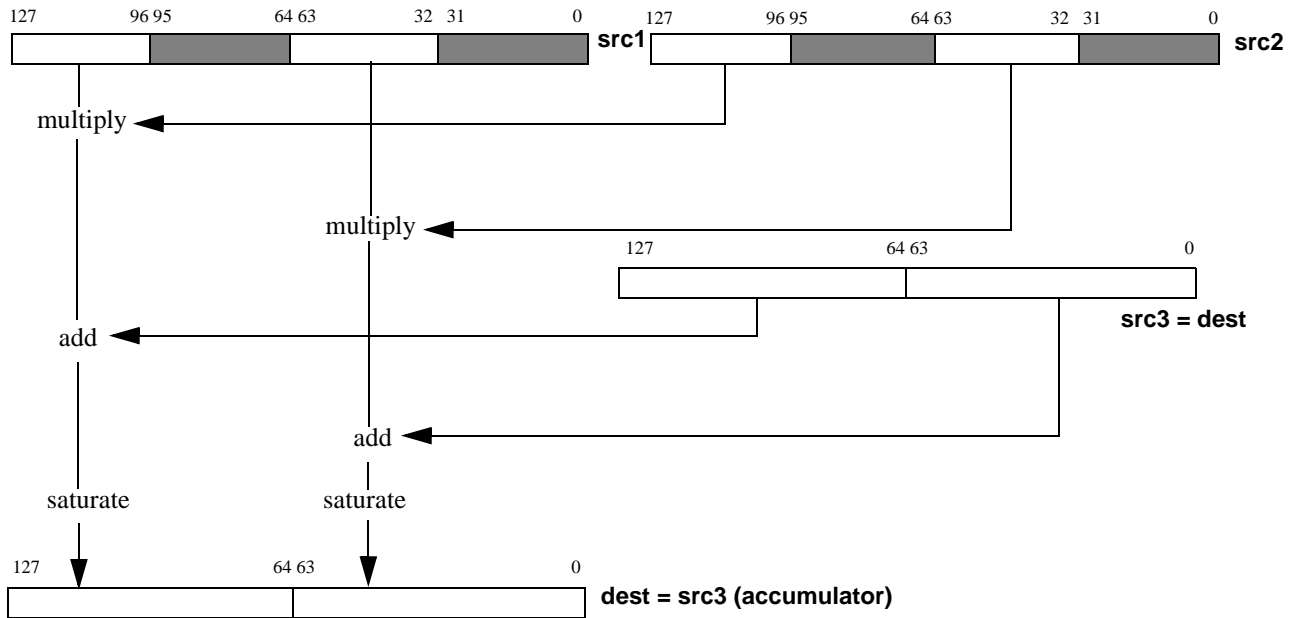 127 96 95 64 63 32 31 0
src1
127 96 95 64 63 32 31 0
src2
multiply
multiply
127 64 63 0
src3 = dest
add
add
saturate saturate
127 64 63 0
dest = src3 (accumulator)